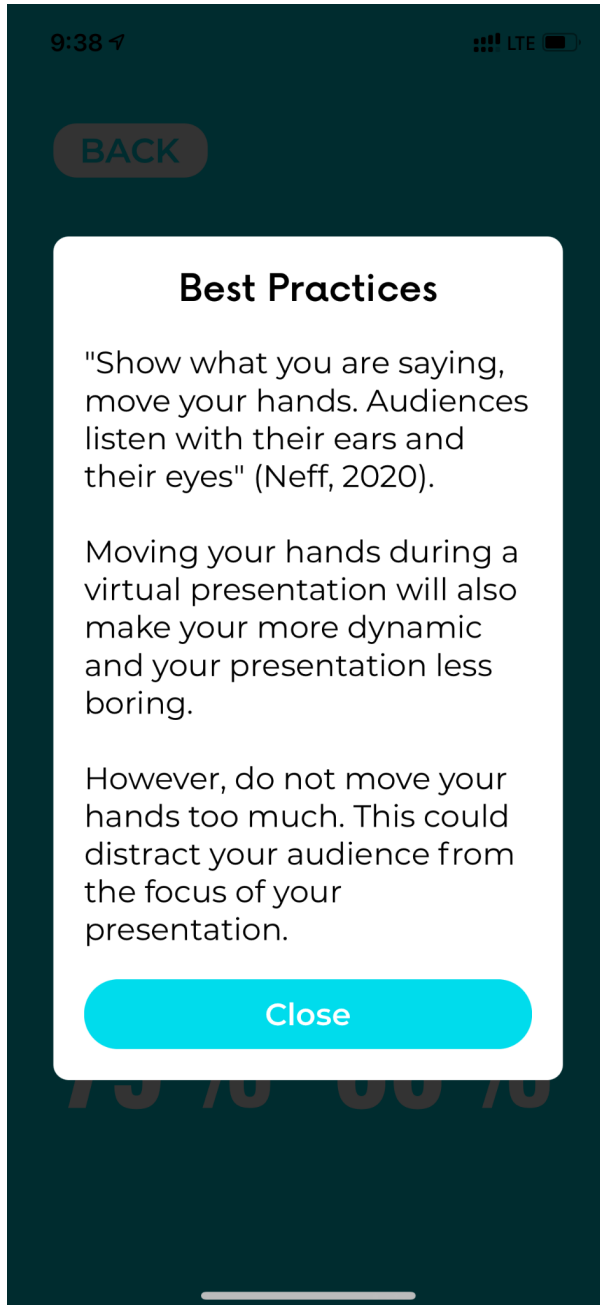 9:38
LTE
BACK
Best Practices
"Show what you are saying,
move your hands. Audiences
listen with their ears and
their eyes" (Neff, 2020).
Moving your hands during a
virtual presentation will also
make your more dynamic
and your presentation less
boring.
However, do not move your
hands too much. This could
distract your audience from
the focus of your
presentation.
Close